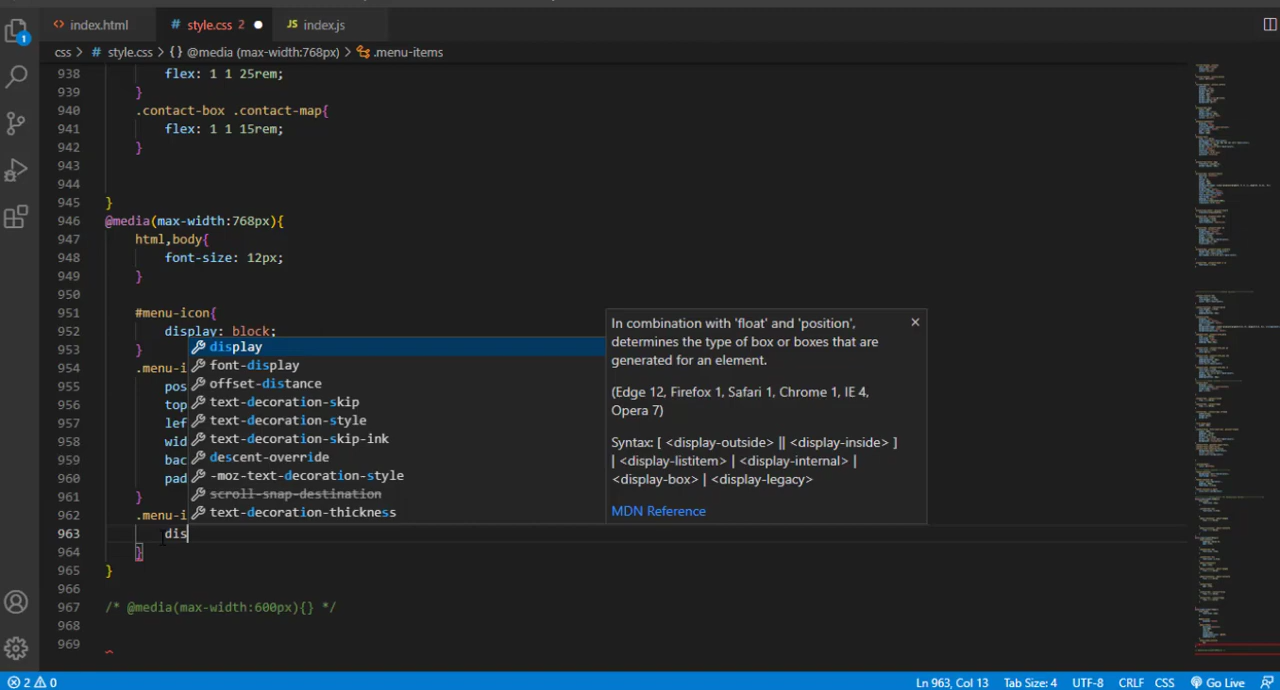 index.html
# style.css 2 ●
JS index.js
css > # style.css > {} @media (max-width:768px) > .menu-items
1
938 flex: 1 1 25rem;
939 }
940 .contact-box .contact-map{
941 flex: 1 1 15rem;
942 }
943
944
945 }
946 @media(max-width:768px){
947 html,body{
948 font-size: 12px;
949 }
950
951 #menu-icon{
952 display: block;
953 }
954 .menu-i
955 pos
956 top
957 lef
958 wid
959 bac
960 pad
961 }
962 .menu-i
963 dis
964 }
965 }
966
967 /* @media(max-width:600px){} */
968
969
display
font-display
offset-distance
text-decoration-skip
text-decoration-style
text-decoration-skip-ink
descent-override
-moz-text-decoration-style
scroll-snap-destination
text-decoration-thickness
In combination with 'float' and 'position',
determines the type of box or boxes that are
generated for an element.
(Edge 12, Firefox 1, Safari 1, Chrome 1, IE 4,
Opera 7)
Syntax: [ <display-outside> || <display-inside> ]
| <display-listitem> | <display-internal> |
<display-box> | <display-legacy>
MDN Reference
2 0
Ln 963, Col 13 Tab Size: 4 UTF-8 CRLF CSS Go Live